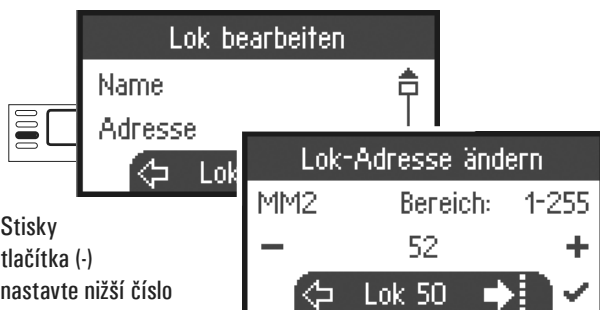 Lok bearbeiten
Name
Adresse
Lok
Lok-Adresse ändern
MM2 Bereich: 1-255
− 52 +
Lok 50
Stisky
tlačítka (-)
nastavte nižší číslo